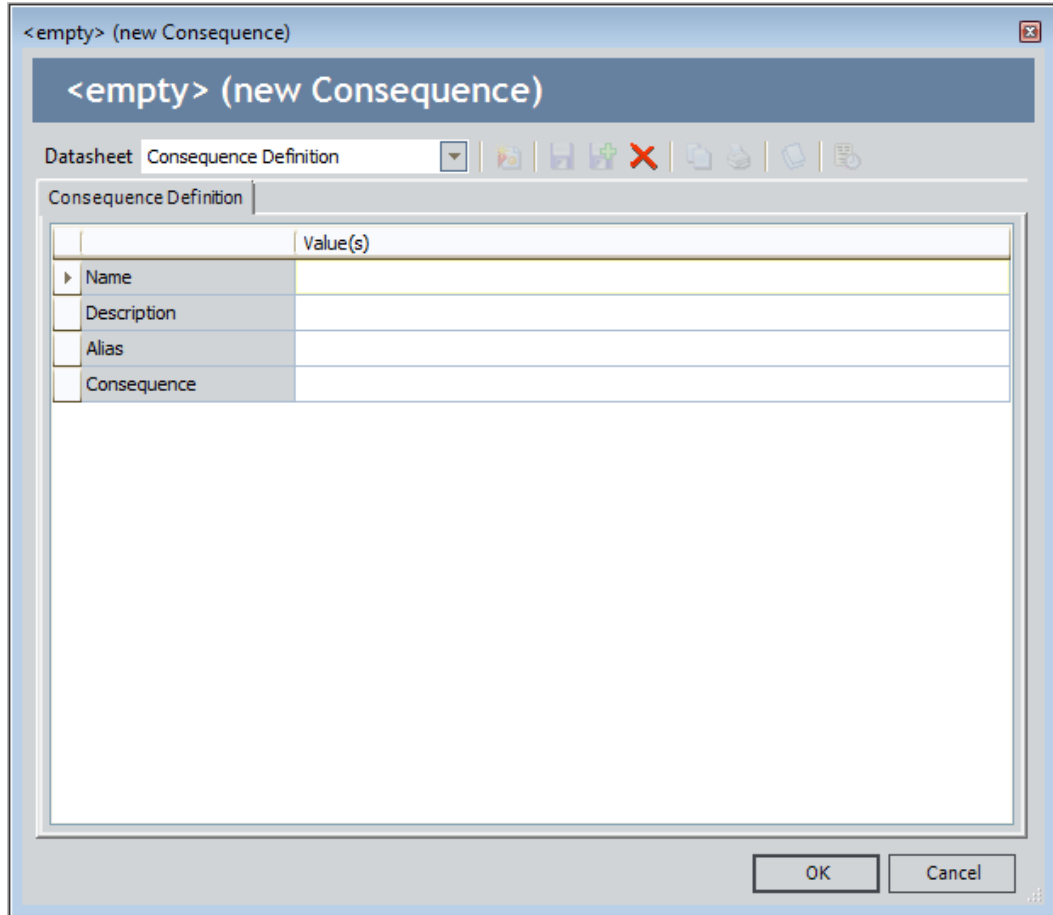 <empty> (new Consequence)
<empty> (new Consequence)
Datasheet Consequence Definition
Consequence Definition
Value(s)
Name
Description
Alias
Consequence
OK Cancel